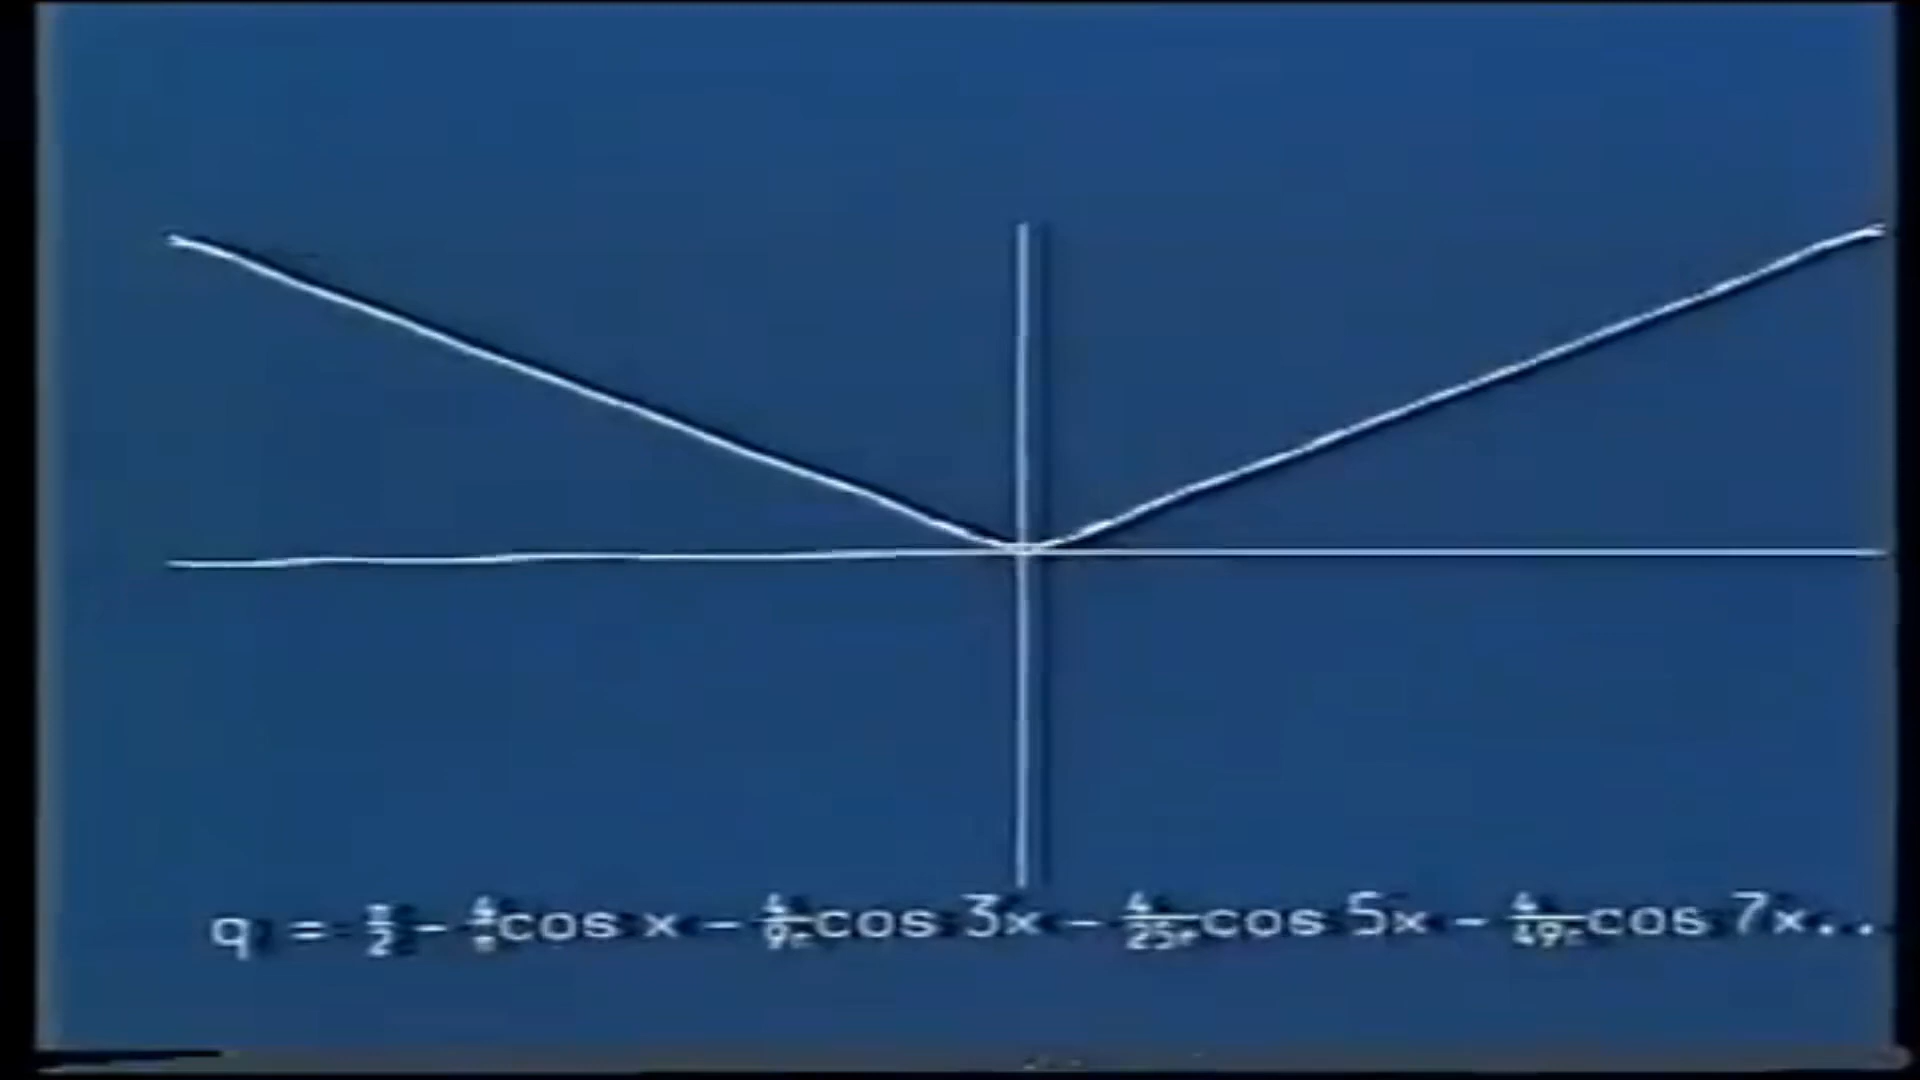 q = π/2 - 4/π cos x - 4/9π cos 3x - 4/25π cos 5x - 4/49π cos 7x...